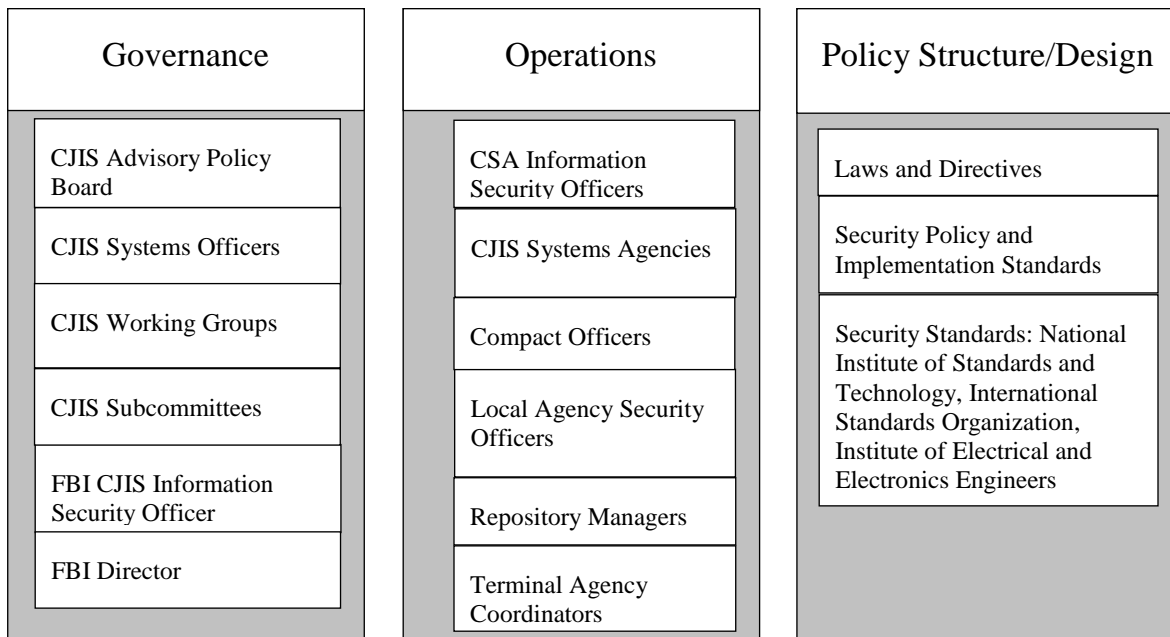 Governance
CJIS Advisory Policy
Board
CJIS Systems Officers
CJIS Working Groups
CJIS Subcommittees
FBI CJIS Information
Security Officer
FBI Director
Operations
CSA Information
Security Officers
CJIS Systems Agencies
Compact Officers
Local Agency Security
Officers
Repository Managers
Terminal Agency
Coordinators
Policy Structure/Design
Laws and Directives
Security Policy and
Implementation Standards
Security Standards: National
Institute of Standards and
Technology, International
Standards Organization,
Institute of Electrical and
Electronics Engineers